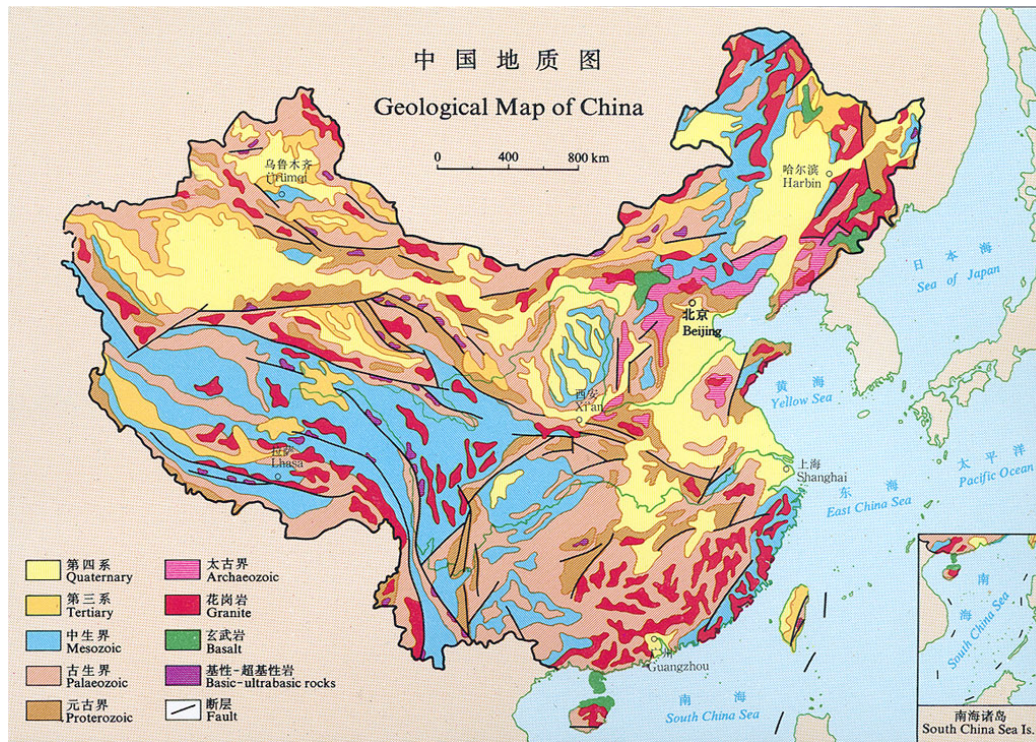 中国地质图
Geological Map of China
0 400 800 km
乌鲁木齐
Ürümqi
哈尔滨
Harbin
日本海
Sea of Japan
北京
Beijing
黄海
Yellow Sea
西安
Xi'an
拉萨
Lhasa
上海
Shanghai
太平洋
Pacific Ocean
东海
East China Sea
第四系
Quaternary
第三系
Tertiary
中生界
Mesozoic
古生界
Palaeozoic
元古界
Proterozoic
太古界
Archaeozoic
花岗岩
Granite
玄武岩
Basalt
基性-超基性岩
Basic-ultrabasic rocks
断层
Fault
广州
Guangzhou
南海
South China Sea
南海
South China Sea
南海诸岛
South China Sea Is.